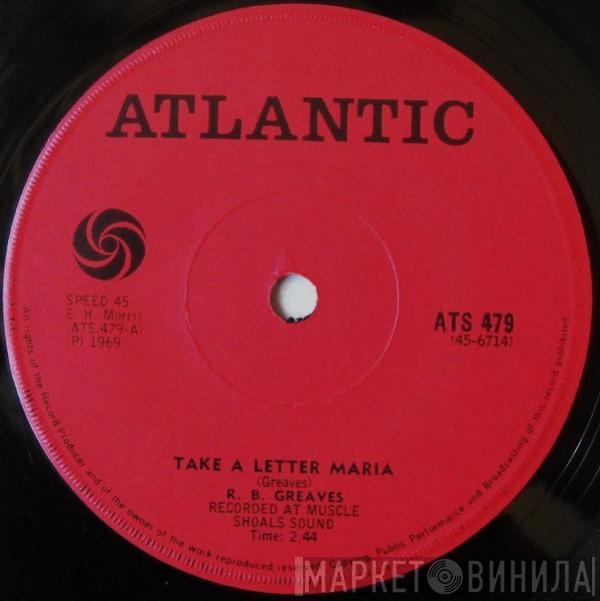 ATLANTIC
SPEED 45
E H Morris
(ATS.479-A)
(P) 1969
ATS 479
(45-6714)
TAKE A LETTER MARIA
(Greaves)
R. B. GREAVES
RECORDED AT MUSCLE
SHOALS SOUND
Time: 2.44
All rights of the Record Producer and of the owner of the work reproduced reserved. Copying, Public Performance and Broadcasting of this record prohibited
МАРКЕТ ВИНИЛА